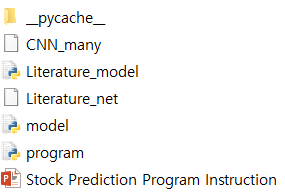 __pycache__
CNN_many
Literature_model
Literature_net
model
program
Stock Prediction Program Instruction